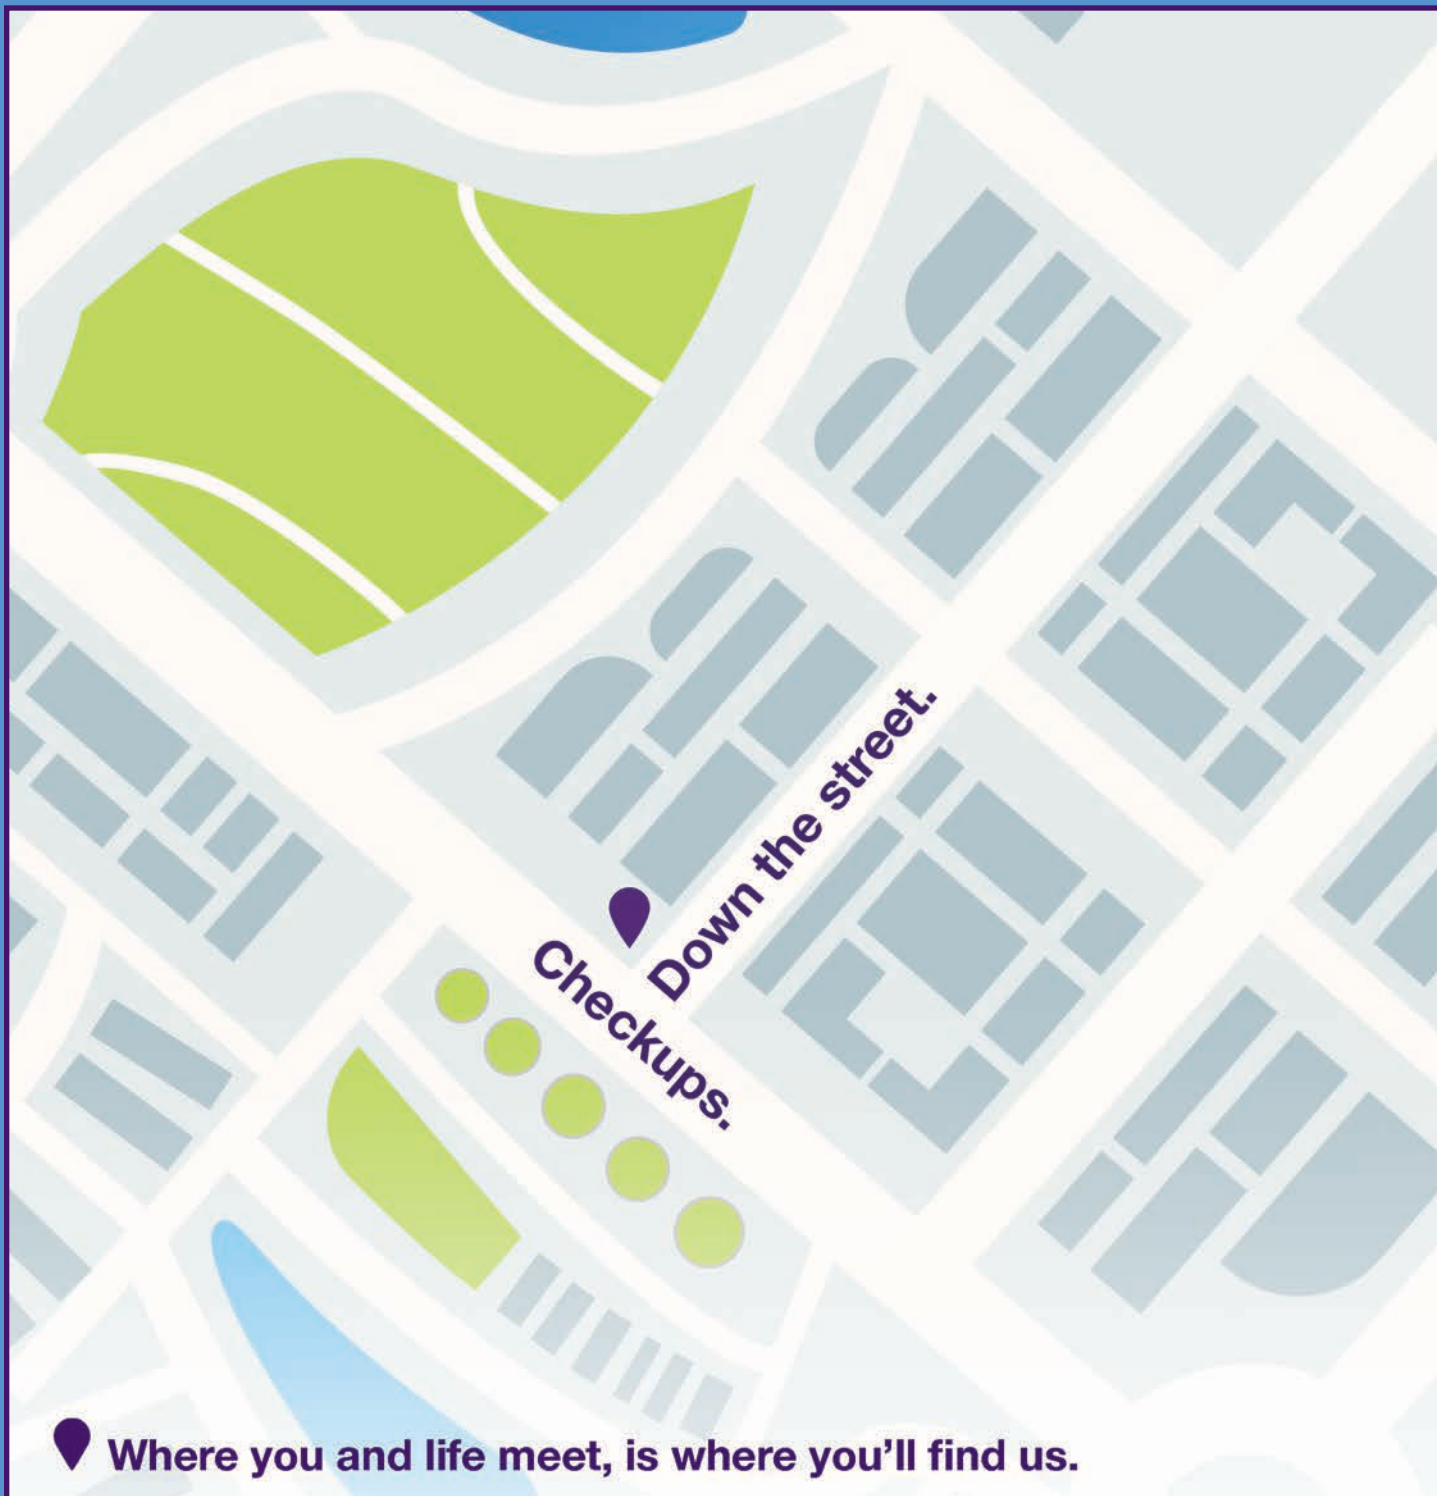 Down the street.
Checkups.
Where you and life meet, is where you’ll find us.